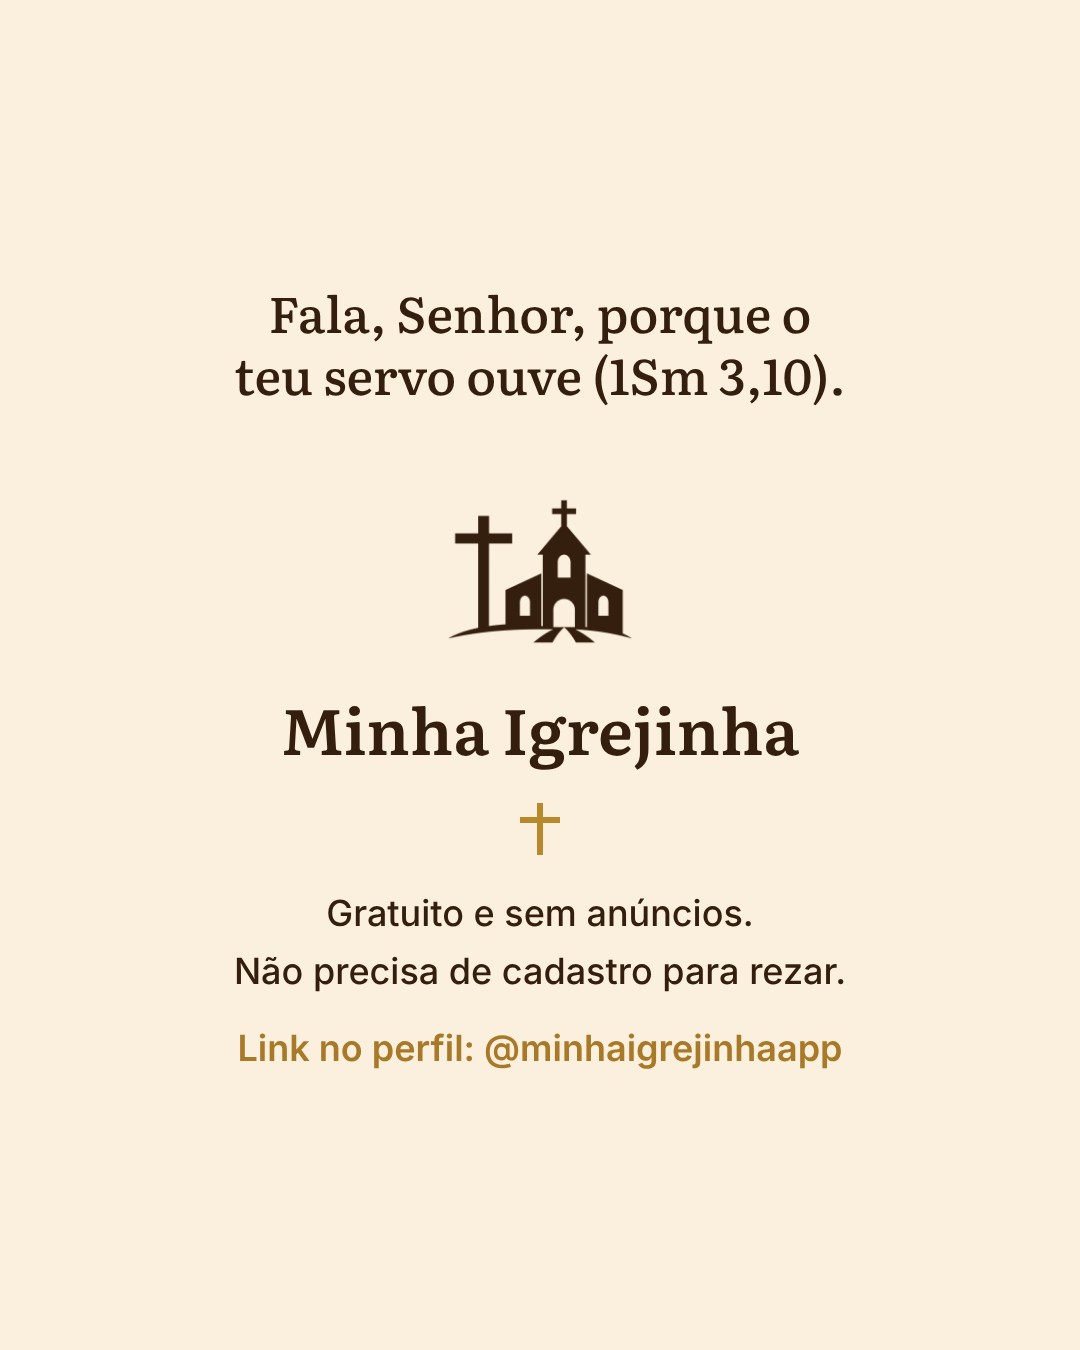 Fala, Senhor, porque o
teu servo ouve (1Sm 3,10).
Minha Igrejinha
Gratuito e sem anúncios.
Não precisa de cadastro para rezar.
Link no perfil: @minhaigrejinhaapp